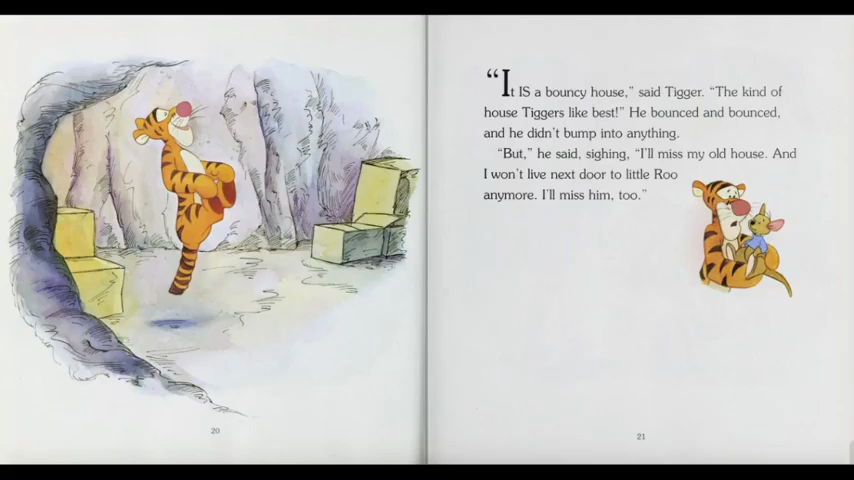 20
“It IS a bouncy house,” said Tigger. “The kind of
house Tiggers like best!” He bounced and bounced,
and he didn’t bump into anything.
“But,” he said, sighing, “I’ll miss my old house. And
I won’t live next door to little Roo
anymore. I’ll miss him, too.”
21